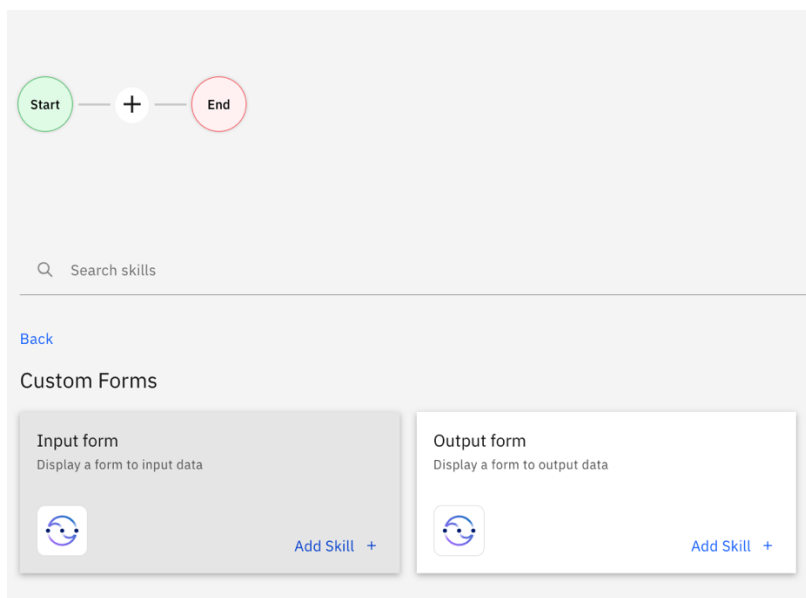 Start
End
Search skills
Back
Custom Forms
Input form
Display a form to input data
Add Skill +
Output form
Display a form to output data
Add Skill +